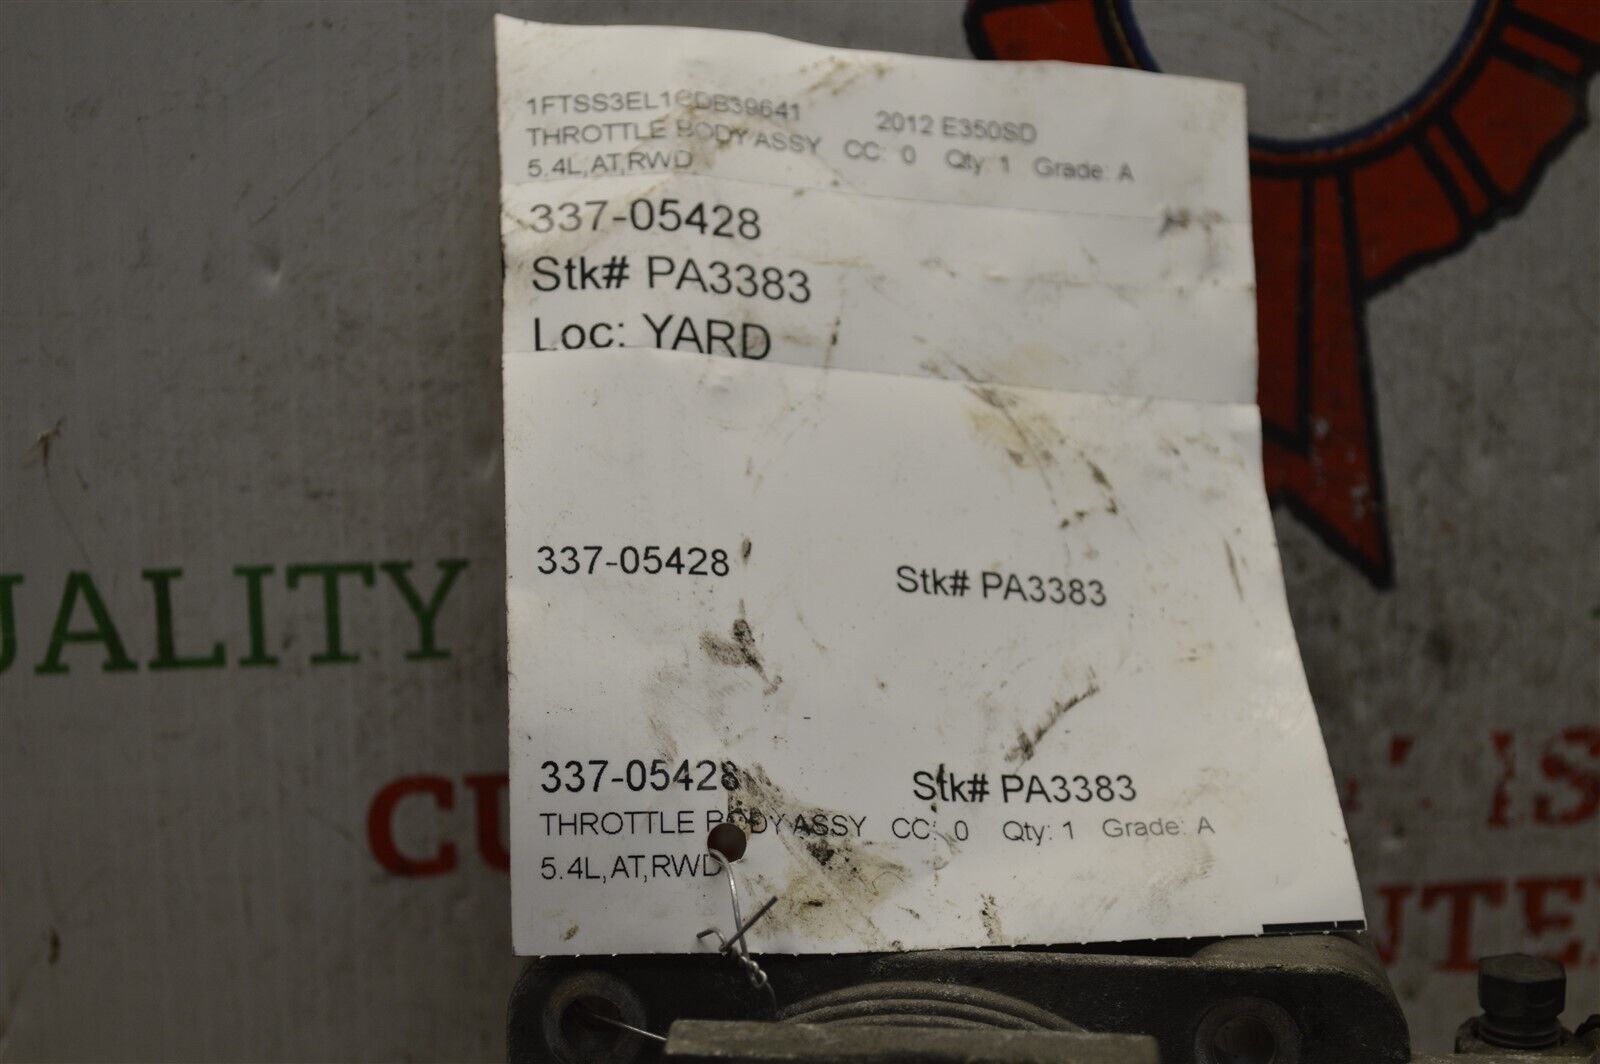 1FTSS3EL1CDB39641 2012 E350SD
THROTTLE BODY ASSY CC: 0 Qty: 1 Grade: A
5.4L,AT,RWD
337-05428
Stk# PA3383
Loc: YARD
337-05428 Stk# PA3383
337-05428 Stk# PA3383
THROTTLE BODY ASSY CC: 0 Qty: 1 Grade: A
5.4L,AT,RWD
UALITY
CU
IS
NTE